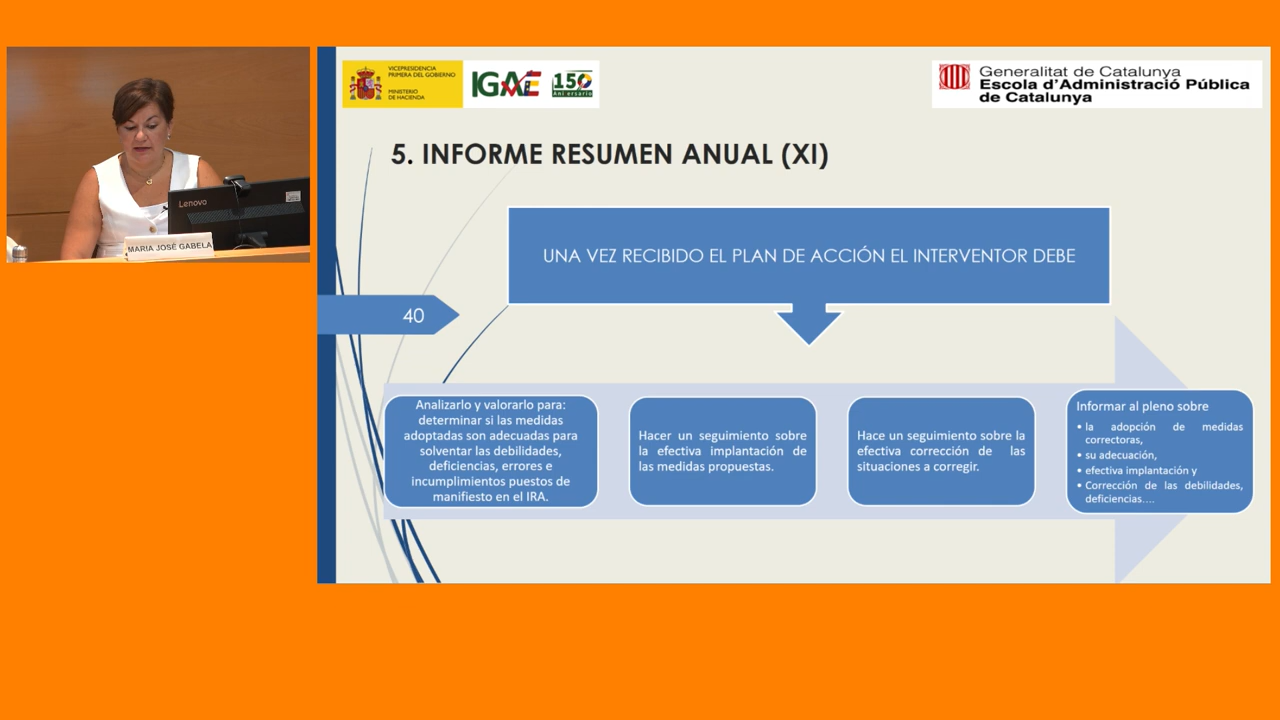 VICEPRESIDENCIA
PRIMERA DEL GOBIERNO
MINISTERIO
DE HACIENDA
IGAE
150
Aniversario
Generalitat de Catalunya
Escola d'Administració Pública
de Catalunya
Lenovo
MARIA JOSÉ GABELA
5. INFORME RESUMEN ANUAL (XI)
UNA VEZ RECIBIDO EL PLAN DE ACCIÓN EL INTERVENTOR DEBE
40
Analizarlo y valorarlo para:
determinar si las medidas
adoptadas son adecuadas para
solventar las debilidades,
deficiencias, errores e
incumplimientos puestos de
manifiesto en el IRA.
Hacer un seguimiento sobre
la efectiva implantación de
las medidas propuestas.
Hace un seguimiento sobre la
efectiva corrección de las
situaciones a corregir.
Informar al pleno sobre
• la adopción de medidas
correctoras,
• su adecuación,
• efectiva implantación y
• Corrección de las debilidades,
deficiencias....